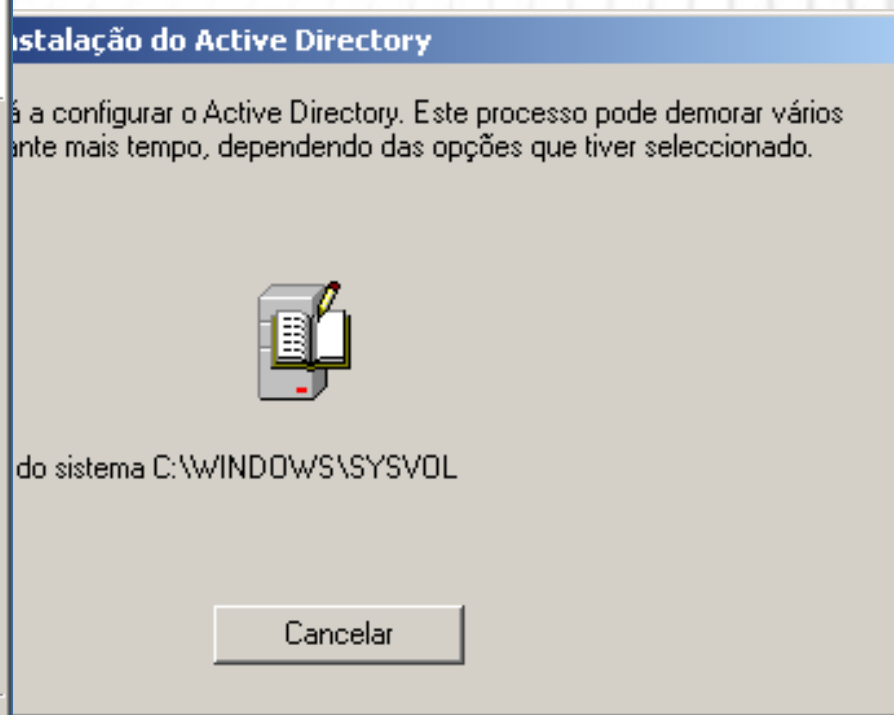 nstalação do Active Directory
á a configurar o Active Directory. Este processo pode demorar vários
ante mais tempo, dependendo das opções que tiver seleccionado.
do sistema C:\WINDOWS\SYSVOL
Cancelar